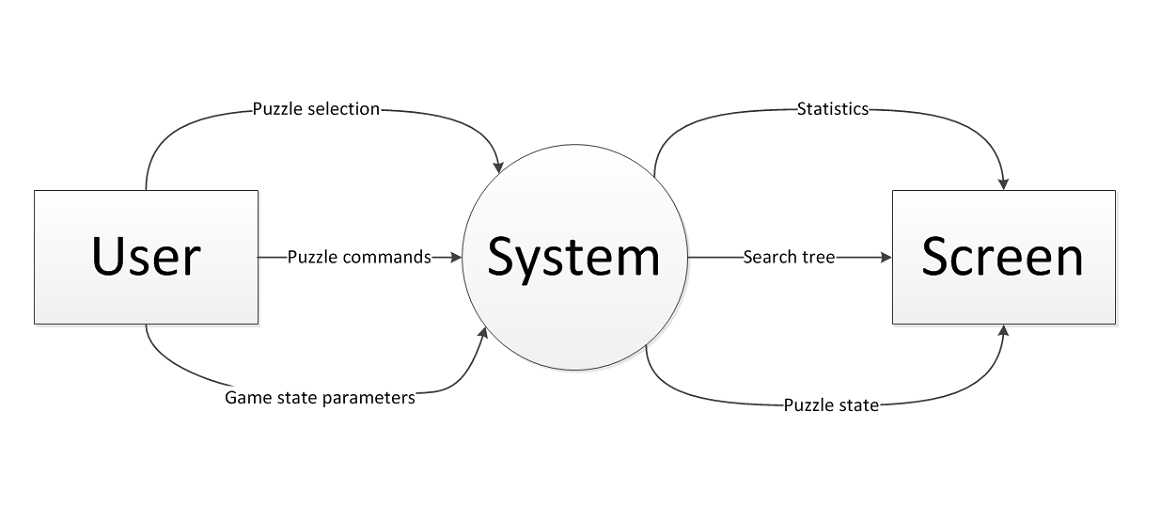 Puzzle selection
Statistics
User
Puzzle commands
System
Search tree
Screen
Game state parameters
Puzzle state